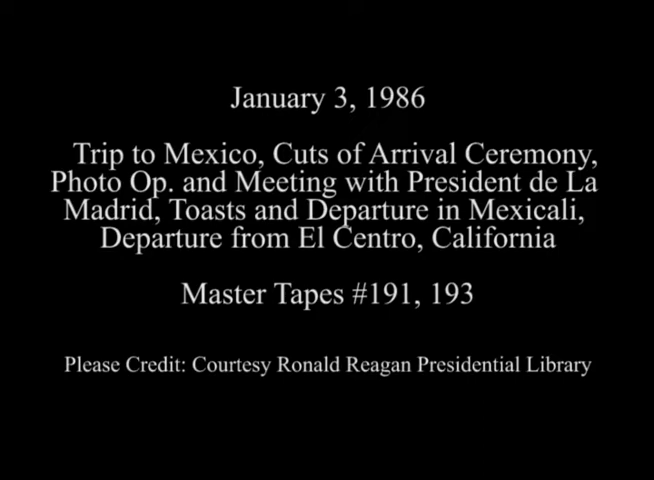 January 3, 1986
Trip to Mexico, Cuts of Arrival Ceremony,
Photo Op. and Meeting with President de La
Madrid, Toasts and Departure in Mexicali,
Departure from El Centro, California
Master Tapes #191, 193
Please Credit: Courtesy Ronald Reagan Presidential Library